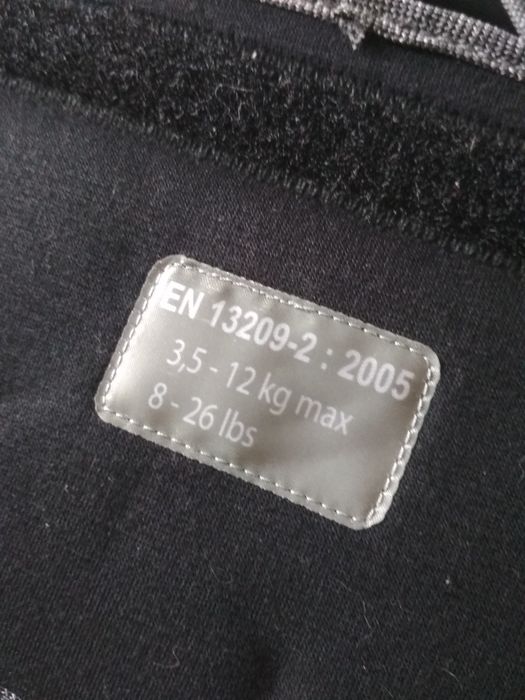 EN 13209-2 : 2005
3,5 - 12 kg max
8 - 26 lbs